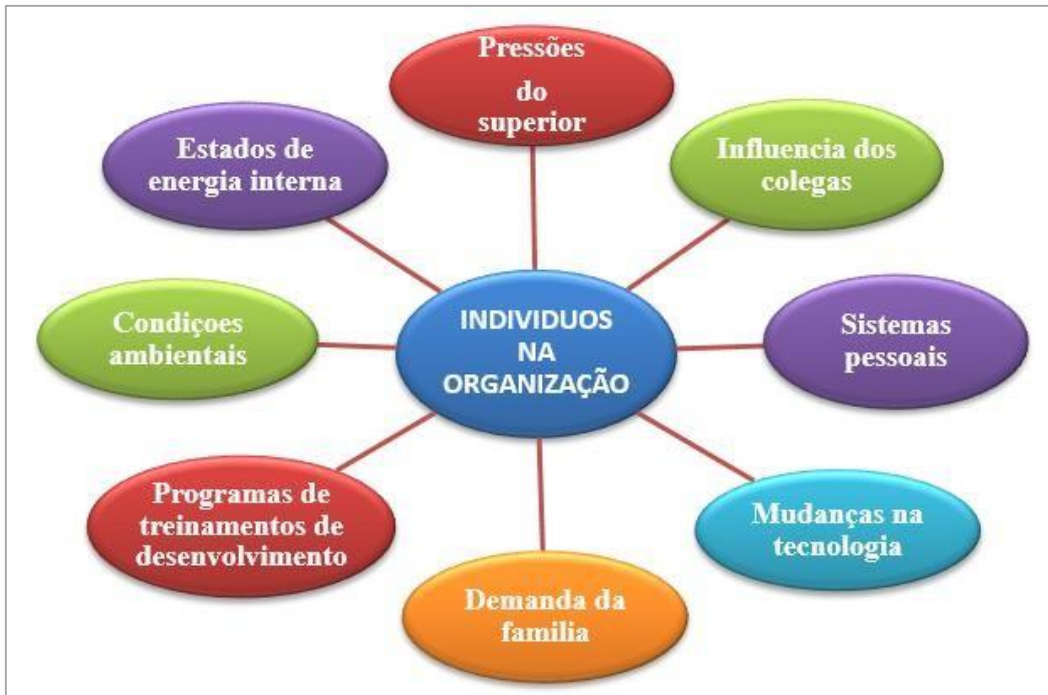 Pressões
do
superior
Influencia dos
colegas
Sistemas
pessoais
Mudanças na
tecnologia
Demanda da
familia
Programas de
treinamentos de
desenvolvimento
Condiçoes
ambientais
Estados de
energia interna
INDIVIDUOS
NA
ORGANIZAÇÃO